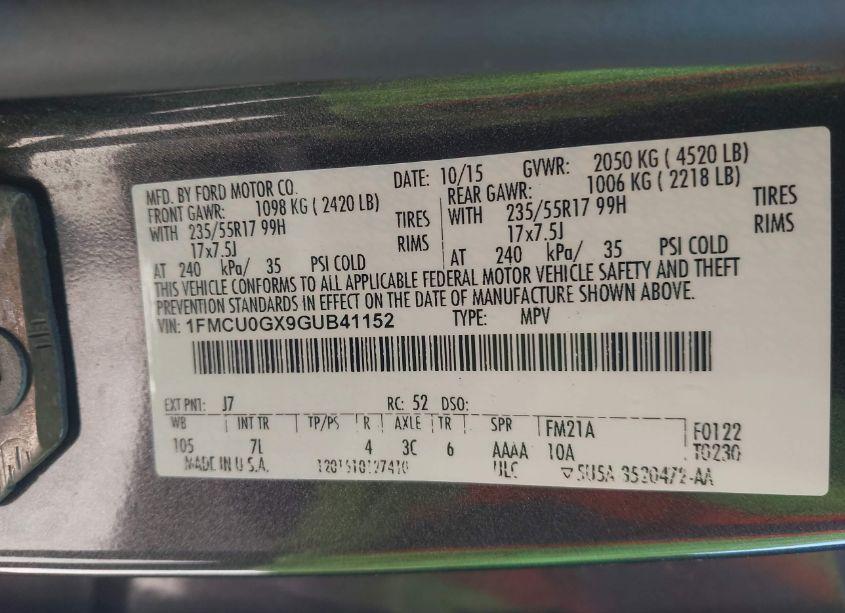 MFD. BY FORD MOTOR CO. DATE: 10/15 GVWR: 2050 KG ( 4520 LB)
FRONT GAWR: 1098 KG ( 2420 LB) REAR GAWR: 1006 KG ( 2218 LB)
WITH 235/55R17 99H TIRES WITH 235/55R17 99H TIRES
17x7.5J RIMS 17x7.5J RIMS
AT 240 kPa/ 35 PSI COLD AT 240 kPa/ 35 PSI COLD
THIS VEHICLE CONFORMS TO ALL APPLICABLE FEDERAL MOTOR VEHICLE SAFETY AND THEFT
PREVENTION STANDARDS IN EFFECT ON THE DATE OF MANUFACTURE SHOWN ABOVE.
VIN: 1FMCU0GX9GUB41152 TYPE: MPV
EXT PNT: J7 RC: 52 DSO:
WB INT TR TP/PS R AXLE TR SPR FM21A F0122
105 7L 4 3C 6 AAAA 10A T0230
MADE IN U.S.A. ULC